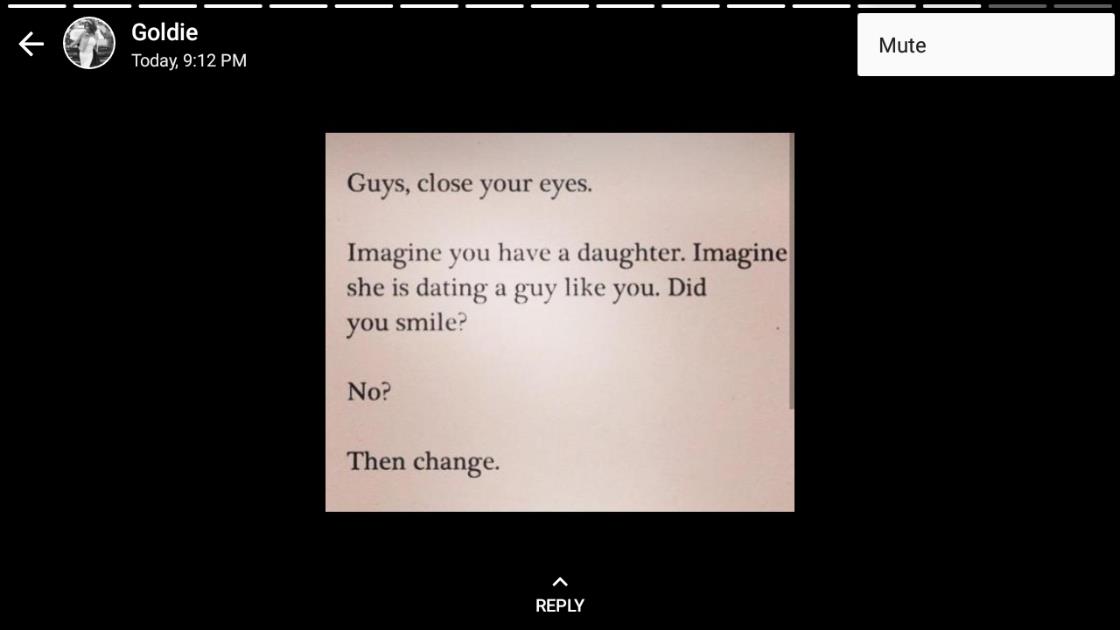 Goldie
Today, 9:12 PM
Mute
Guys, close your eyes.
Imagine you have a daughter. Imagine
she is dating a guy like you. Did
you smile?
No?
Then change.
REPLY